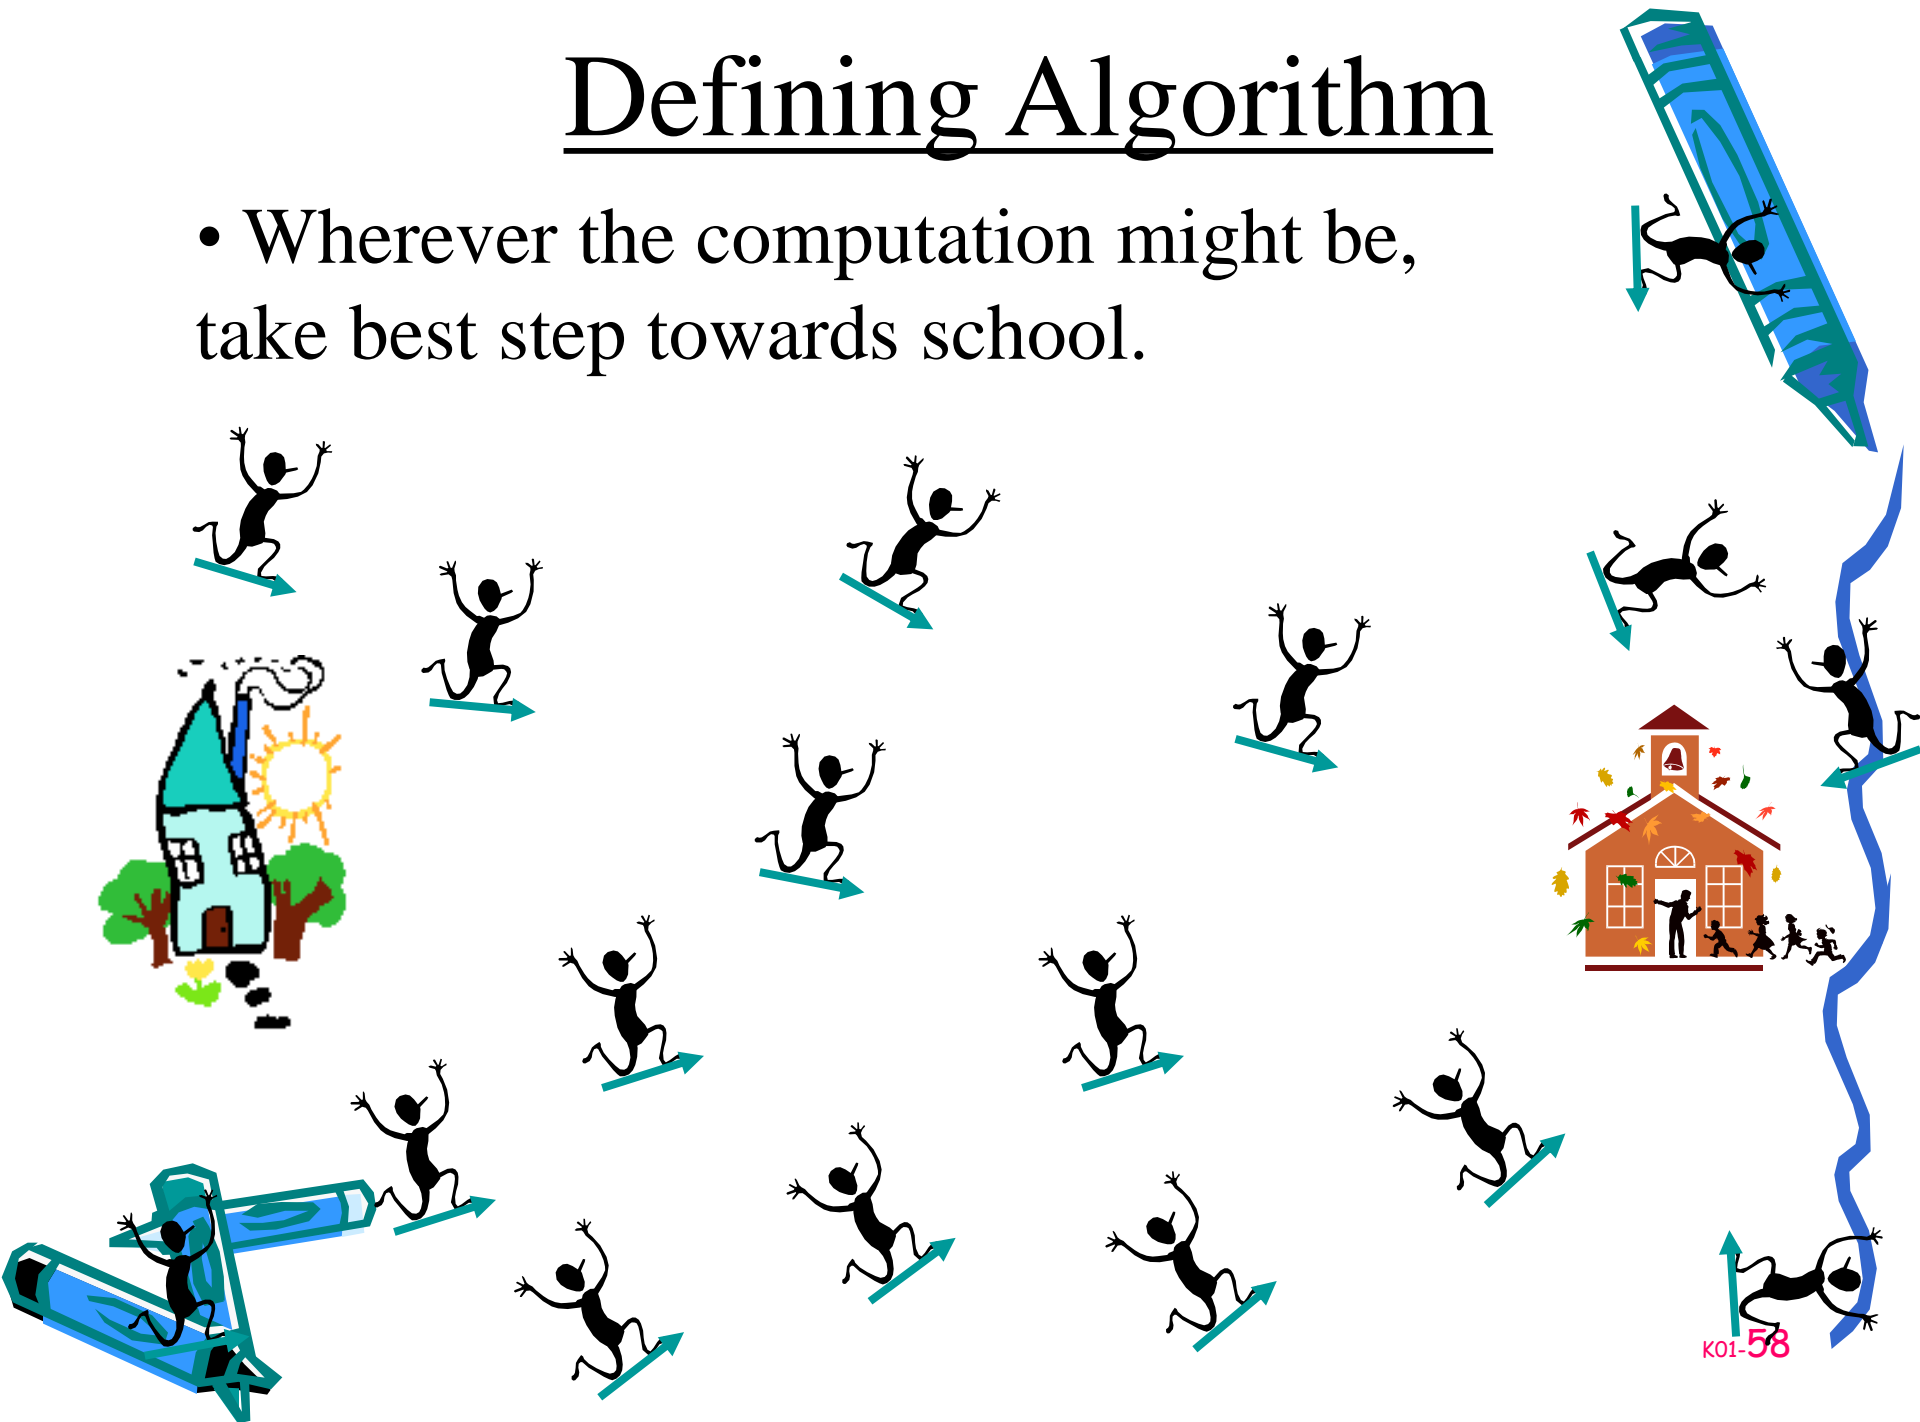 Defining Algorithm
• Wherever the computation might be,
take best step towards school.
K01-58